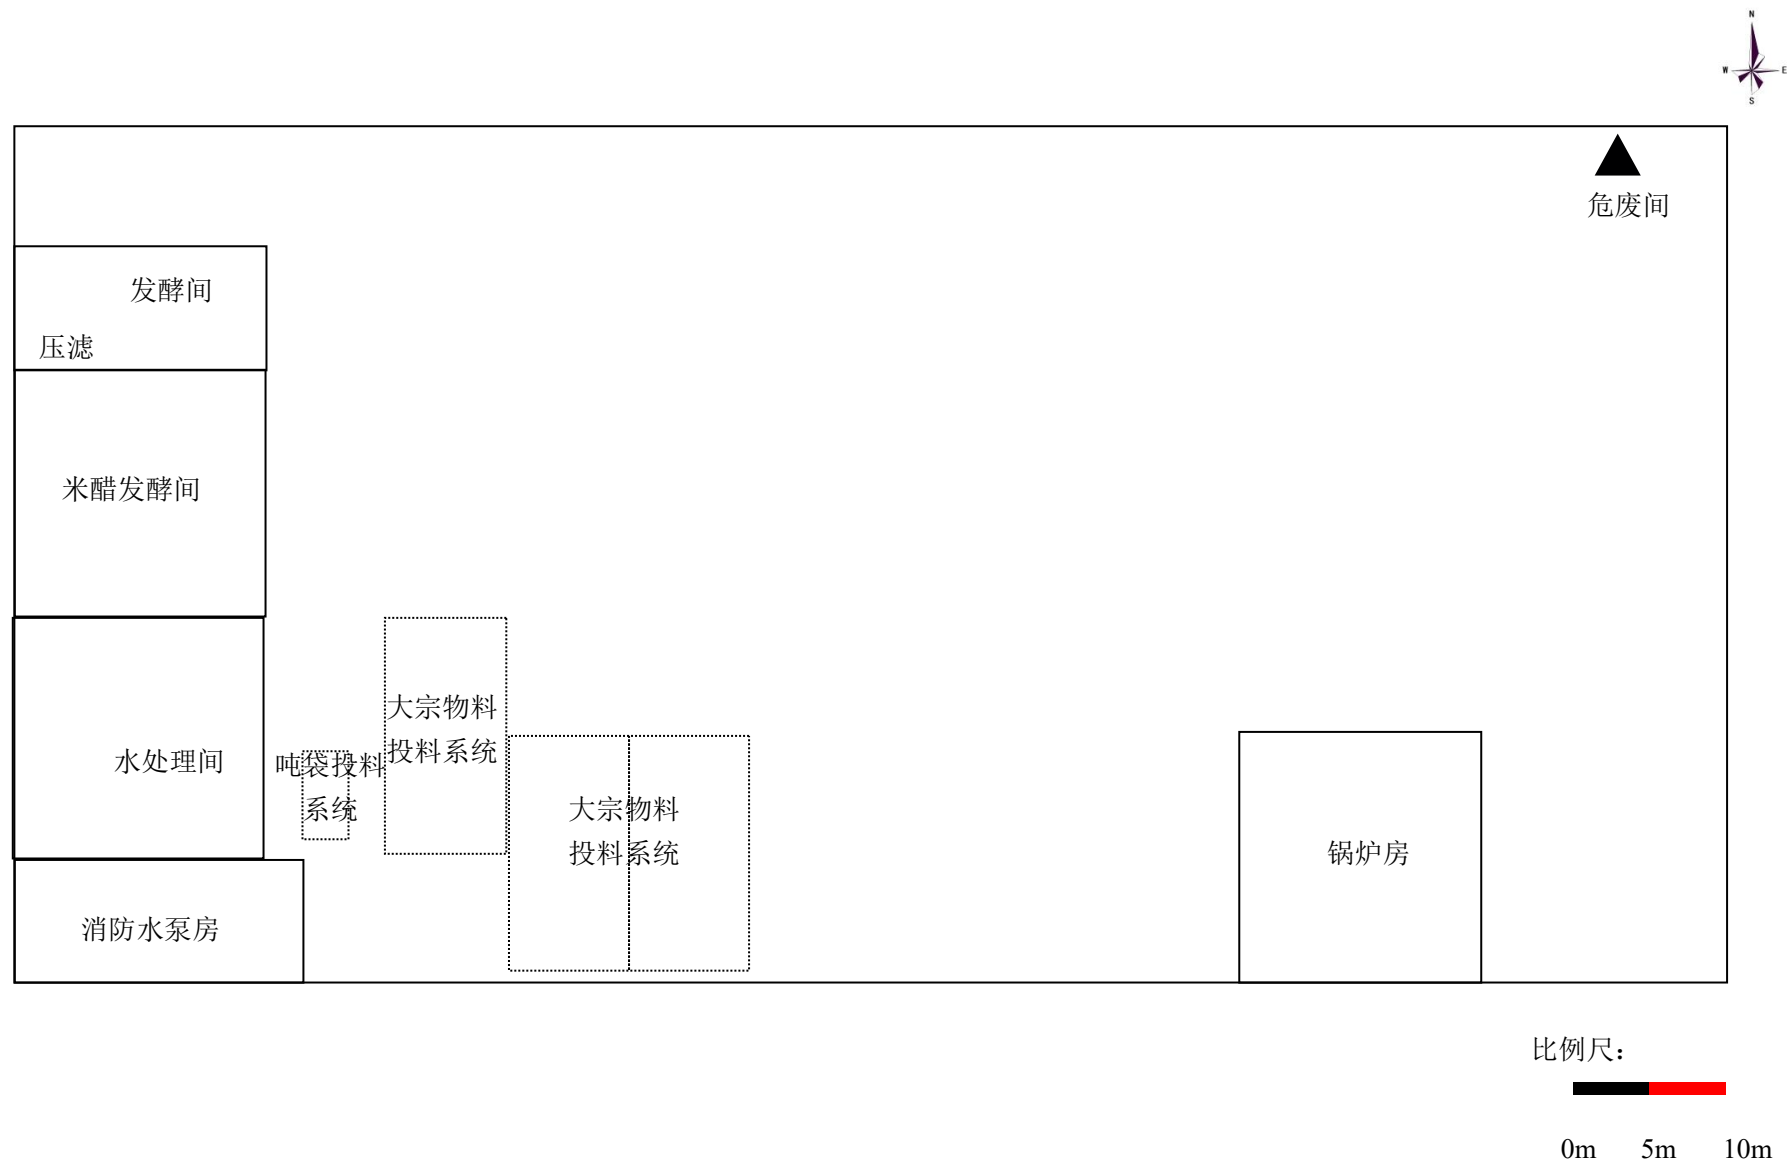 N
W E
S
危废间
发酵间
压滤
米醋发酵间
大宗物料
投料系统
水处理间
吨袋投料
系统
大宗物料
投料系统
锅炉房
消防水泵房
比例尺：
0m 5m 10m